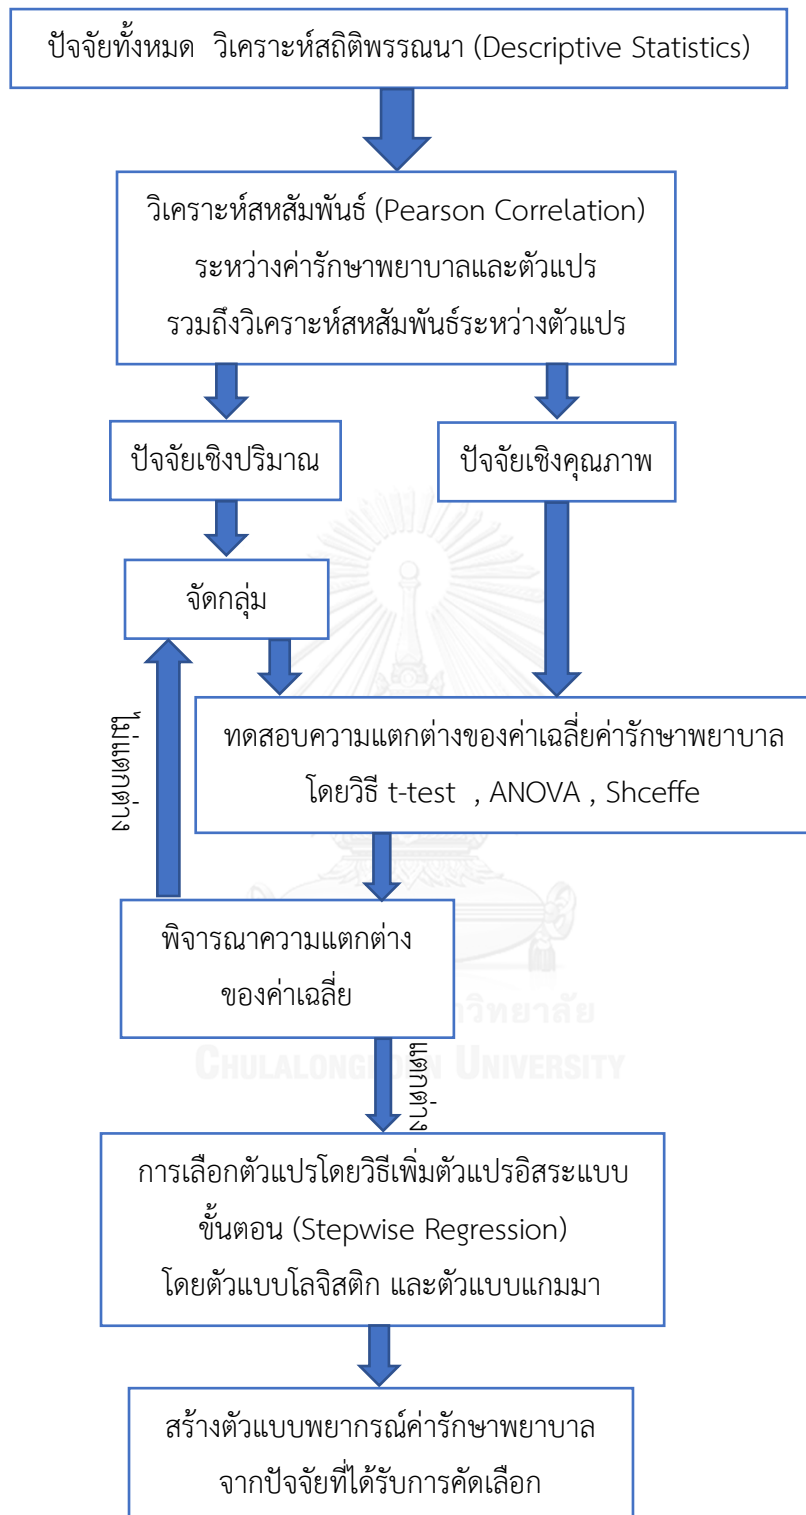 ปัจจัยทั้งหมด วิเคราะห์สถิติพรรณนา (Descriptive Statistics)
วิเคราะห์สหสัมพันธ์ (Pearson Correlation)
ระหว่างค่ารักษาพยาบาลและตัวแปร
รวมถึงวิเคราะห์สหสัมพันธ์ระหว่างตัวแปร
ปัจจัยเชิงปริมาณ
ปัจจัยเชิงคุณภาพ
จัดกลุ่ม
ทดสอบความแตกต่างของค่าเฉลี่ยค่ารักษาพยาบาล
โดยวิธี t-test , ANOVA , Shceffe
ไม่แตกต่าง
พิจารณาความแตกต่าง
ของค่าเฉลี่ย
วิทยาลัย
CHULALONGKORN UNIVERSITY
แตกต่าง
การเลือกตัวแปรโดยวิธีเพิ่มตัวแปรอิสระแบบ
ขั้นตอน (Stepwise Regression)
โดยตัวแบบโลจิสติก และตัวแบบแกมมา
สร้างตัวแบบพยากรณ์ค่ารักษาพยาบาล
จากปัจจัยที่ได้รับการคัดเลือก